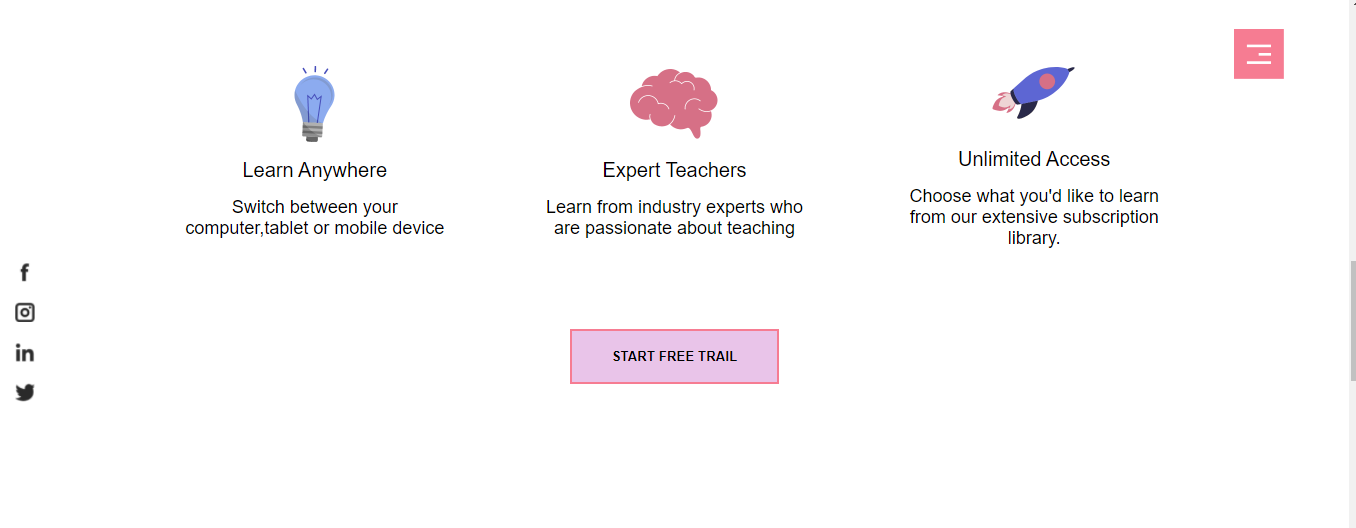 Learn Anywhere
Switch between your
computer,tablet or mobile device
Expert Teachers
Learn from industry experts who
are passionate about teaching
Unlimited Access
Choose what you'd like to learn
from our extensive subscription
library.
START FREE TRAIL